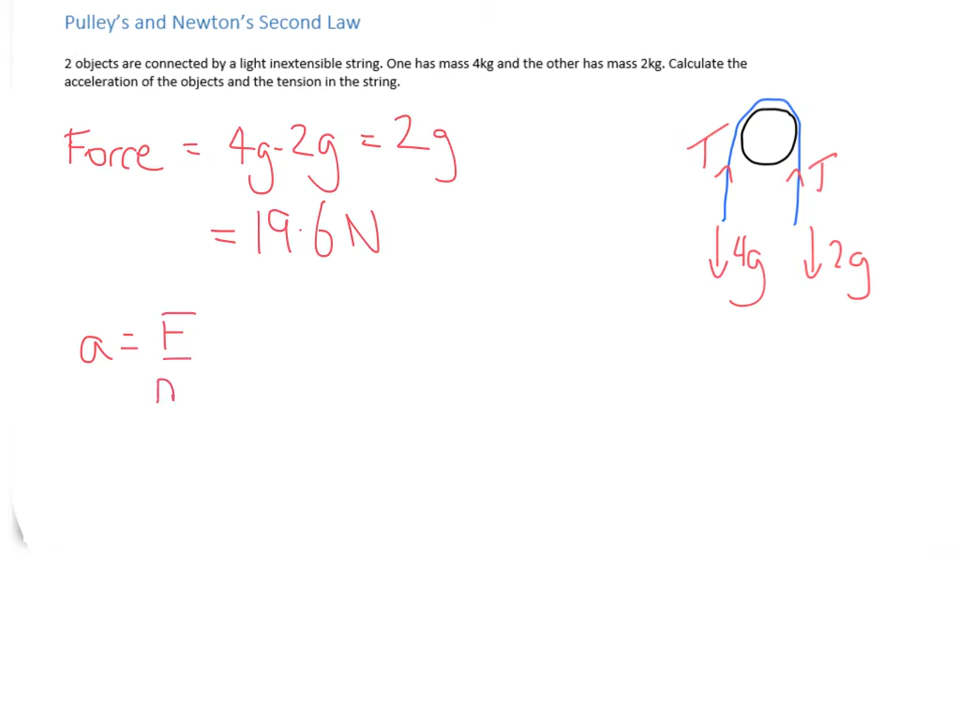 Pulley's and Newton's Second Law
2 objects are connected by a light inextensible string. One has mass 4kg and the other has mass 2kg. Calculate the
acceleration of the objects and the tension in the string.
Force = 4g-2g = 2g
= 19.6N
a = F
n
T
T
↓4g ↓2g